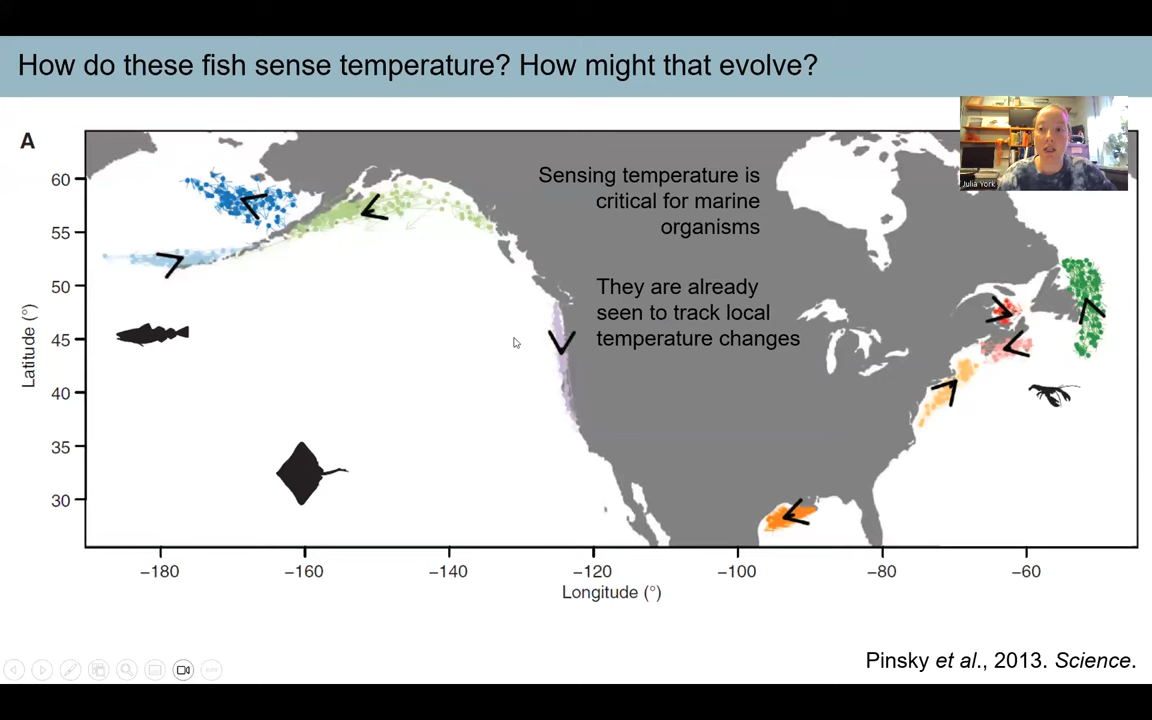 How do these fish sense temperature? How might that evolve?
A
Julia York
Sensing temperature is
critical for marine
organisms
They are already
seen to track local
temperature changes
Latitude (°)
60
55
50
45
40
35
30
−180
−160
−140
−120
−100
−80
−60
Longitude (°)
Pinsky et al., 2013. Science.